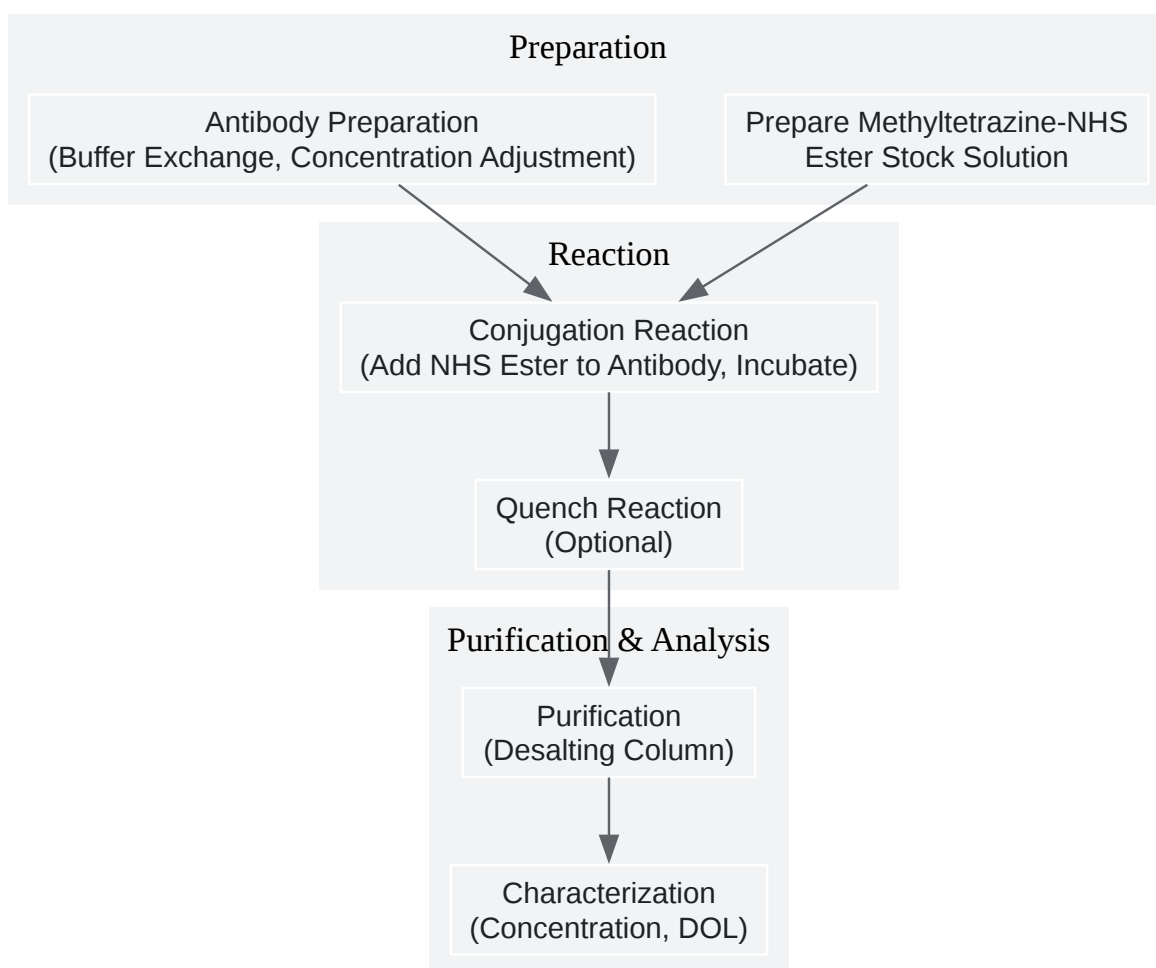 Preparation
Antibody Preparation
(Buffer Exchange, Concentration Adjustment)
Prepare Methyltetrazine-NHS
Ester Stock Solution
Reaction
Conjugation Reaction
(Add NHS Ester to Antibody, Incubate)
Quench Reaction
(Optional)
Purification & Analysis
Purification
(Desalting Column)
Characterization
(Concentration, DOL)